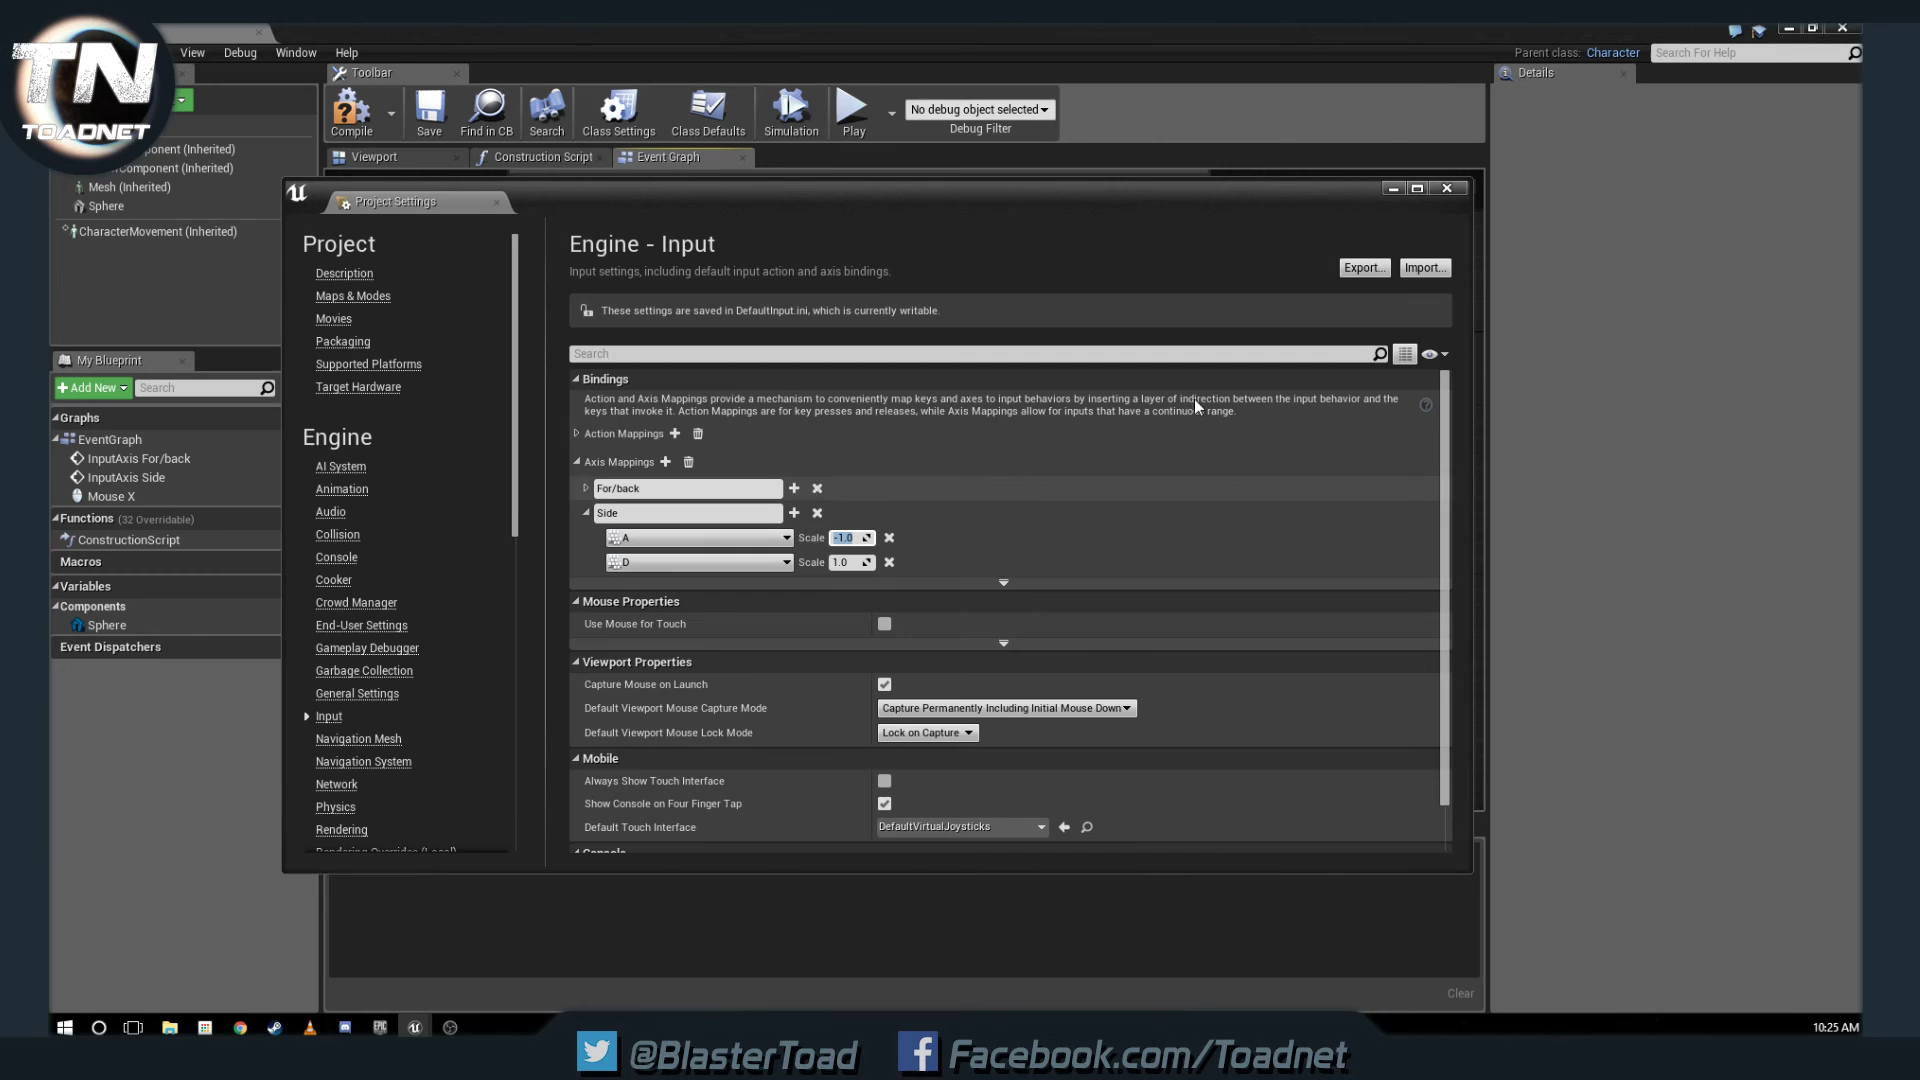 TN
TOADNET
View Debug Window Help
Parent class: Character Search For Help
Toolbar
Details
Compile Save Find in CB Search Class Settings Class Defaults Simulation Play
No debug object selected
Debug Filter
Viewport Construction Script Event Graph
ponent (Inherited)
Component (Inherited)
Mesh (Inherited)
Sphere
CharacterMovement (Inherited)
Project Settings
Project
Description
Maps & Modes
Movies
Packaging
Supported Platforms
Target Hardware
Engine
AI System
Animation
Audio
Collision
Console
Cooker
Crowd Manager
End-User Settings
Gameplay Debugger
Garbage Collection
General Settings
Input
Navigation Mesh
Navigation System
Network
Physics
Rendering
Rendering Overrides (Local)
Engine - Input
Input settings, including default input action and axis bindings.
Export... Import...
These settings are saved in DefaultInput.ini, which is currently writable.
Search
Bindings
Action and Axis Mappings provide a mechanism to conveniently map keys and axes to input behaviors by inserting a layer of indirection between the input behavior and the
keys that invoke it. Action Mappings are for key presses and releases, while Axis Mappings allow for inputs that have a continuous range.
Action Mappings
Axis Mappings
For/back
Side
A Scale -1.0
D Scale 1.0
Mouse Properties
Use Mouse for Touch
Viewport Properties
Capture Mouse on Launch
Default Viewport Mouse Capture Mode Capture Permanently Including Initial Mouse Down
Default Viewport Mouse Lock Mode Lock on Capture
Mobile
Always Show Touch Interface
Show Console on Four Finger Tap
Default Touch Interface DefaultVirtualJoysticks
Console
My Blueprint
Add New Search
Graphs
EventGraph
InputAxis For/back
InputAxis Side
Mouse X
Functions (32 Overridable)
ConstructionScript
Macros
Variables
Components
Sphere
Event Dispatchers
Clear
EPIC
10:25 AM
@BlasterToad
Facebook.com/Toadnet